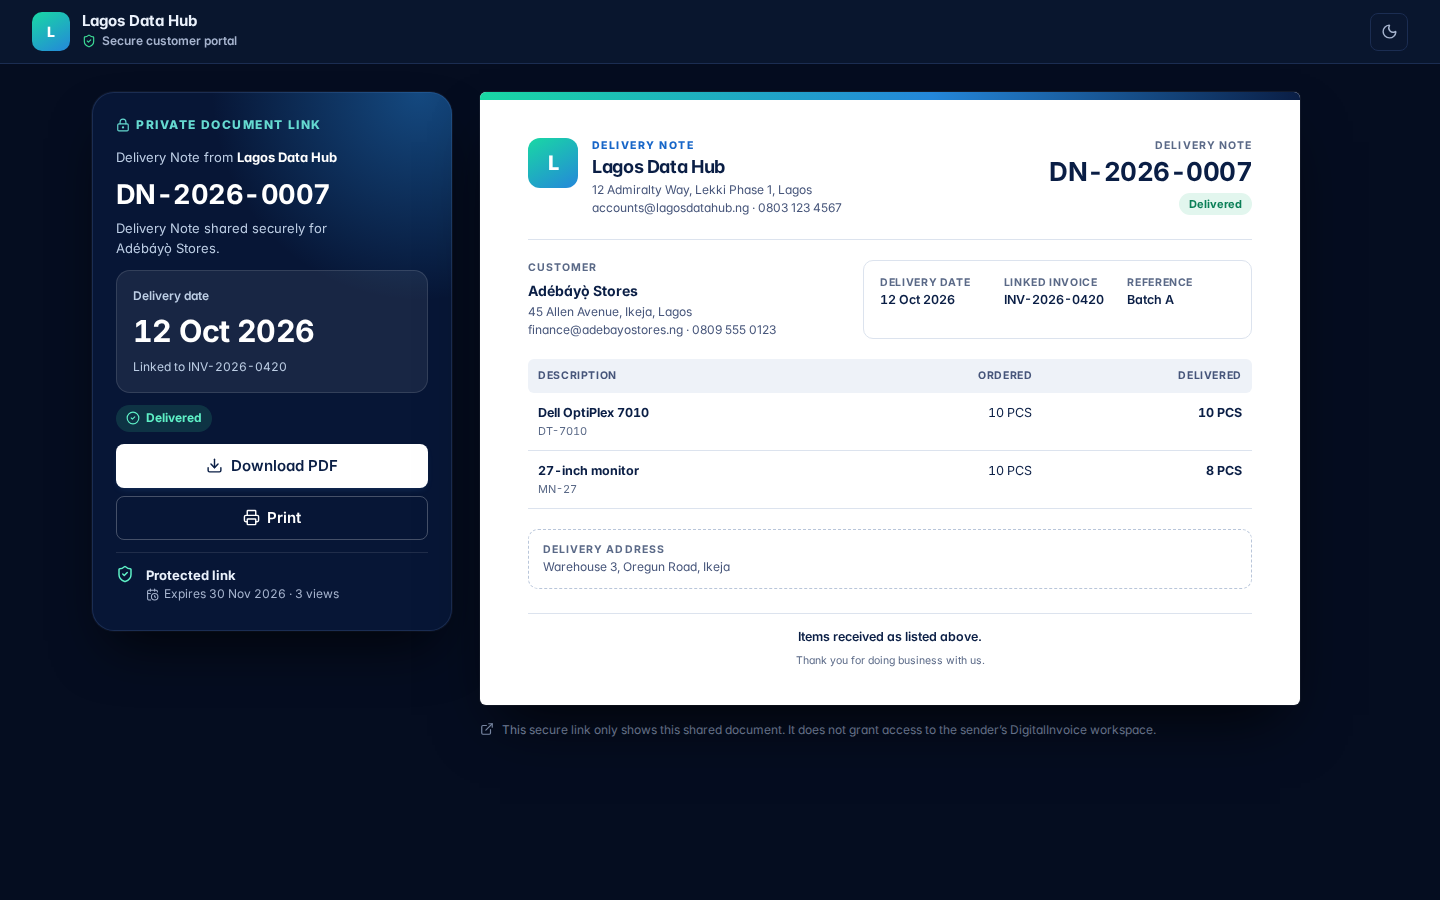 L
Lagos Data Hub
Secure customer portal
PRIVATE DOCUMENT LINK
Delivery Note from Lagos Data Hub
DN-2026-0007
Delivery Note shared securely for
Adébáyọ̀ Stores.
Delivery date
12 Oct 2026
Linked to INV-2026-0420
Delivered
Download PDF
Print
Protected link
Expires 30 Nov 2026 · 3 views
L
DELIVERY NOTE
Lagos Data Hub
12 Admiralty Way, Lekki Phase 1, Lagos
accounts@lagosdatahub.ng · 0803 123 4567
DELIVERY NOTE
DN-2026-0007
Delivered
CUSTOMER
Adébáyọ̀ Stores
45 Allen Avenue, Ikeja, Lagos
finance@adebayostores.ng · 0809 555 0123
DELIVERY DATE LINKED INVOICE REFERENCE
12 Oct 2026 INV-2026-0420 Batch A
DESCRIPTION ORDERED DELIVERED
Dell OptiPlex 7010 10 PCS 10 PCS
DT-7010
27-inch monitor 10 PCS 8 PCS
MN-27
DELIVERY ADDRESS
Warehouse 3, Oregun Road, Ikeja
Items received as listed above.
Thank you for doing business with us.
This secure link only shows this shared document. It does not grant access to the sender’s DigitalInvoice workspace.